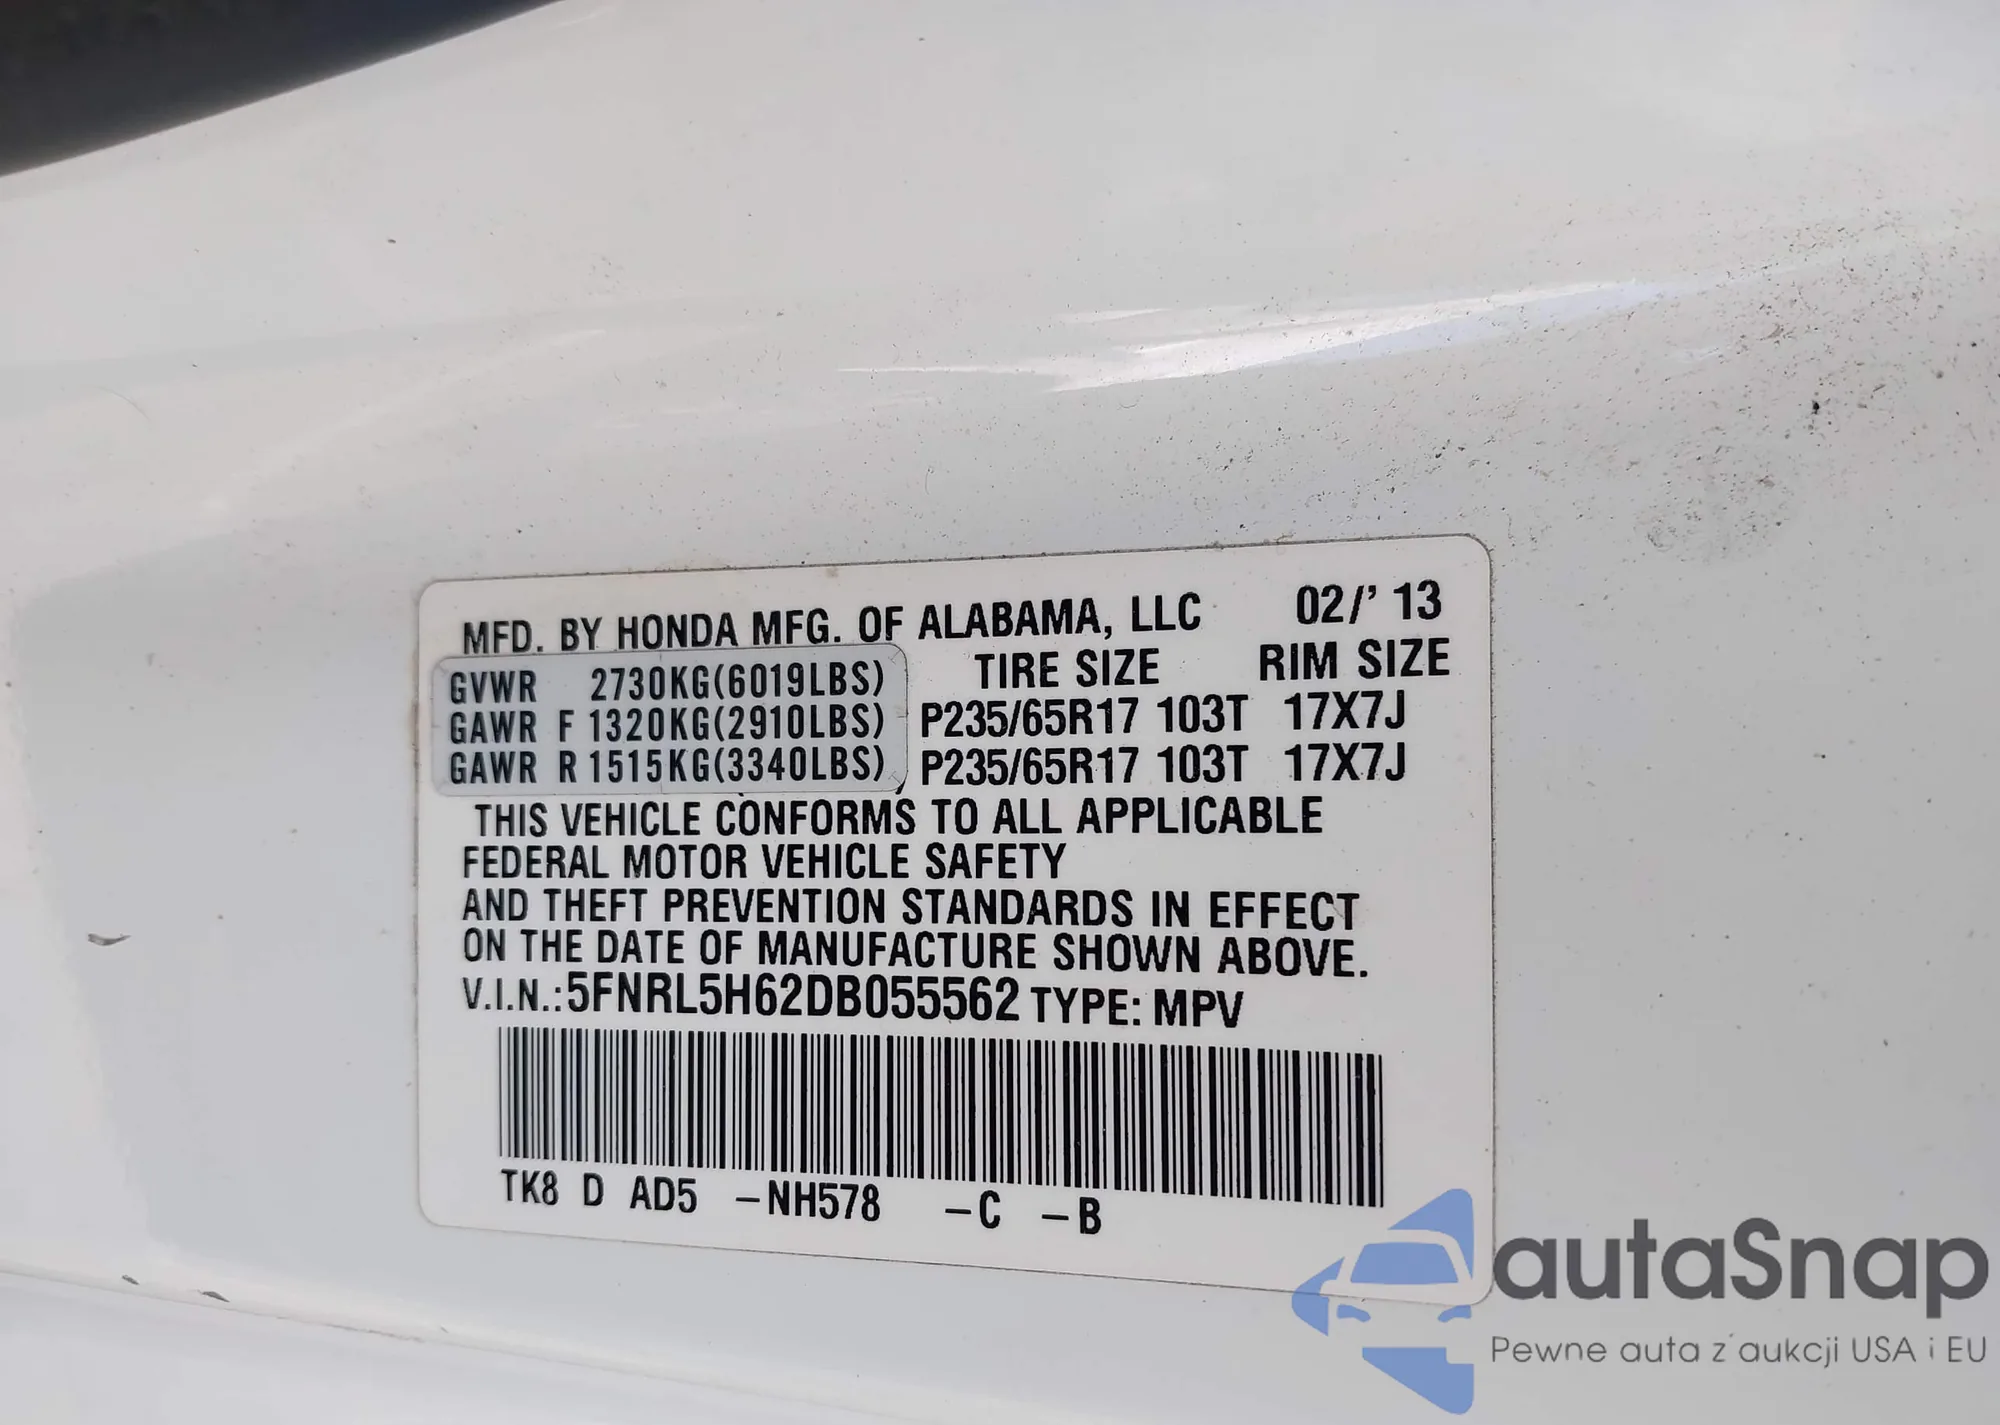 MFD. BY HONDA MFG. OF ALABAMA, LLC 02/' 13
GVWR 2730KG(6019LBS) TIRE SIZE RIM SIZE
GAWR F 1320KG(2910LBS) P235/65R17 103T 17X7J
GAWR R 1515KG(3340LBS) P235/65R17 103T 17X7J
THIS VEHICLE CONFORMS TO ALL APPLICABLE
FEDERAL MOTOR VEHICLE SAFETY
AND THEFT PREVENTION STANDARDS IN EFFECT
ON THE DATE OF MANUFACTURE SHOWN ABOVE.
V.I.N.:5FNRL5H62DB055562 TYPE: MPV
TK8 D AD5 -NH578 -C -B
autaSnap
Pewne auta z aukcji USA i EU